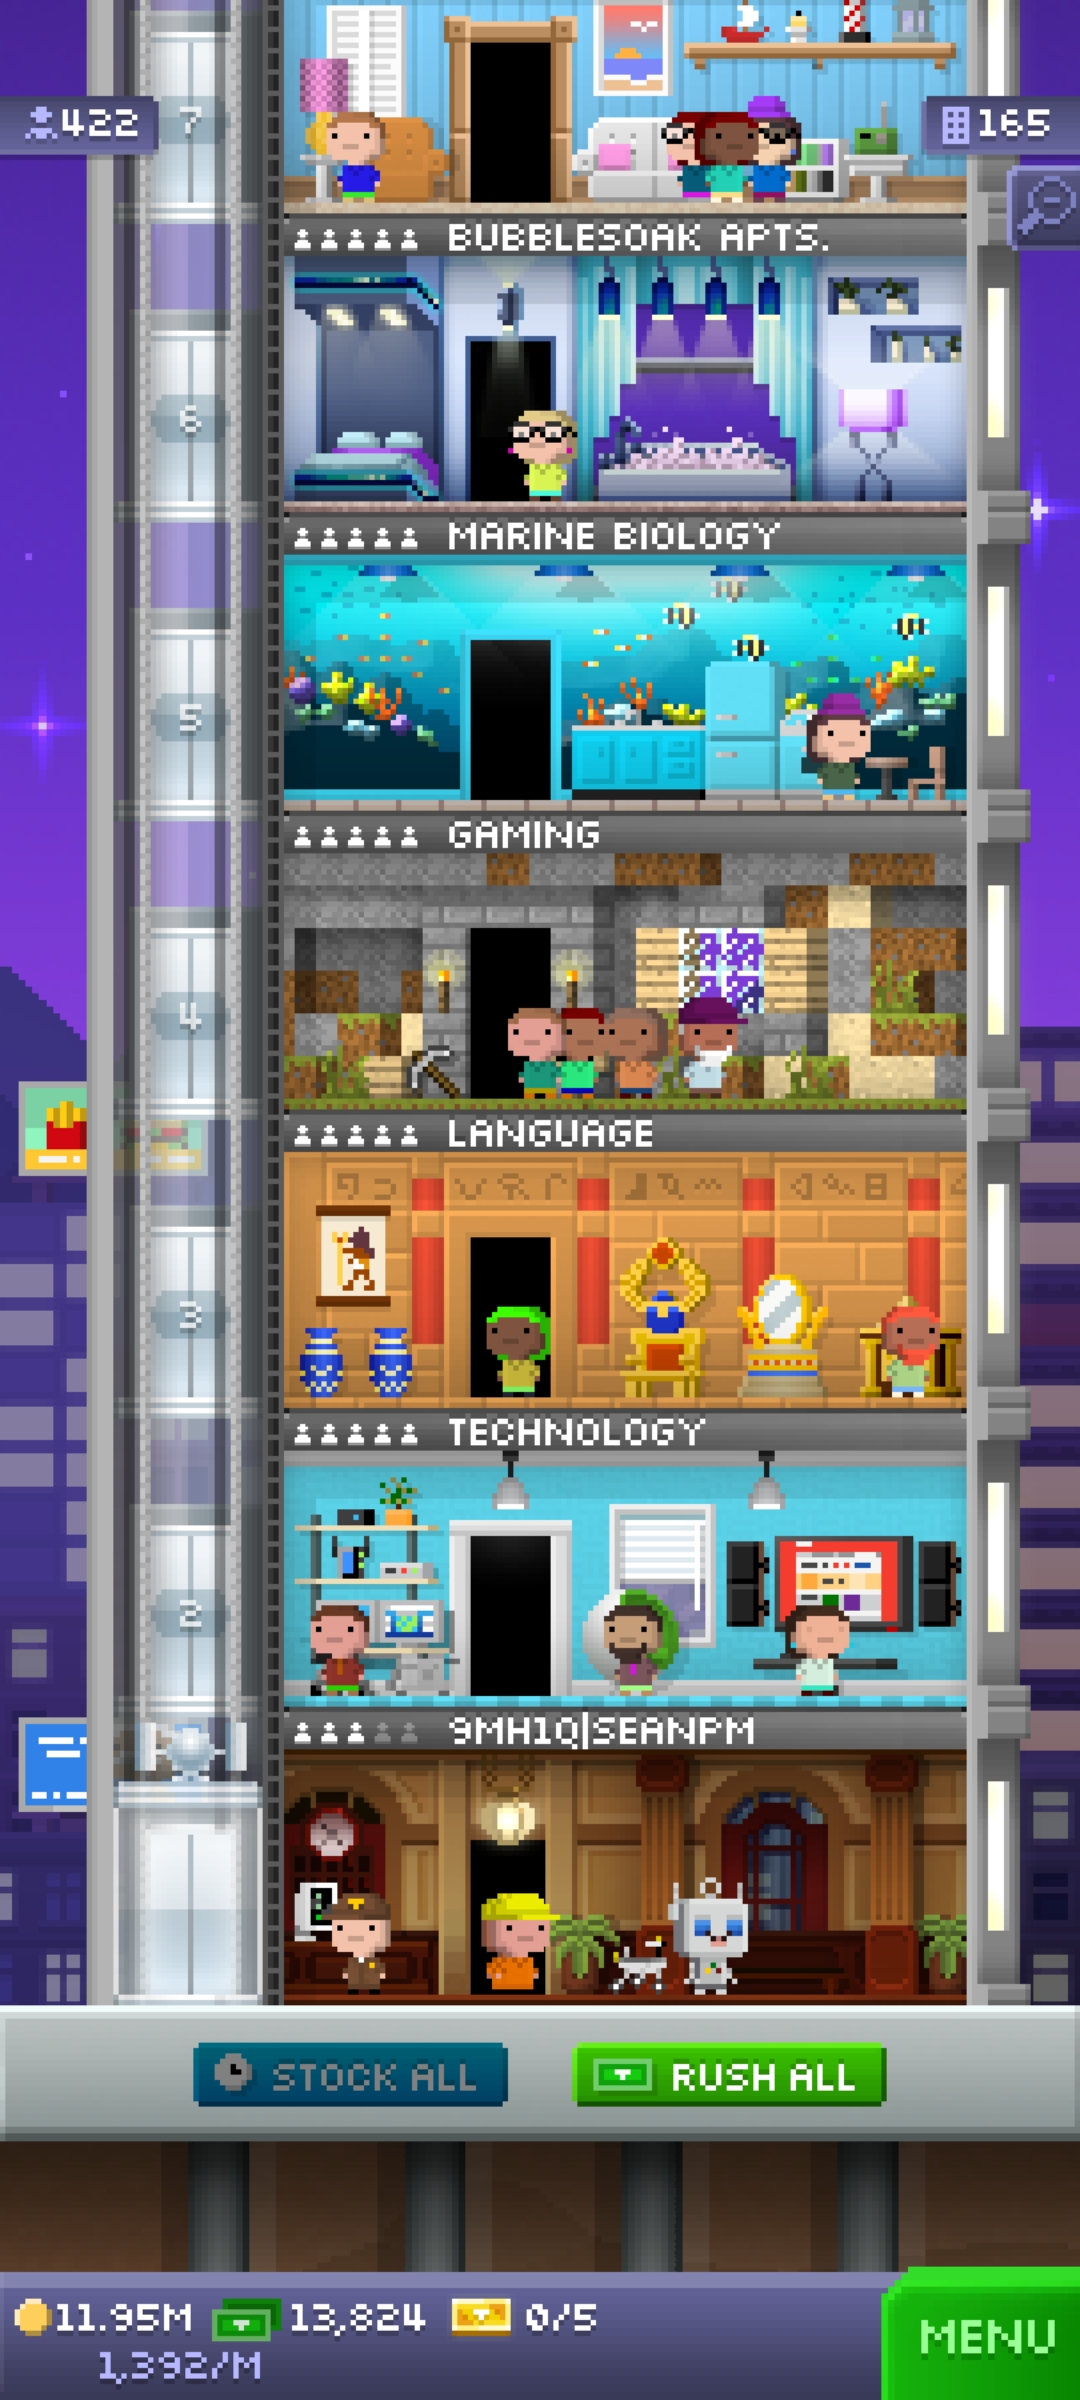 422
7
165
BUBBLESOAK APTS.
6
MARINE BIOLOGY
5
GAMING
4
LANGUAGE
3
TECHNOLOGY
2
9MH1Q|SEANPM
STOCK ALL
RUSH ALL
11.95M
13,824
0/5
1,392/M
MENU